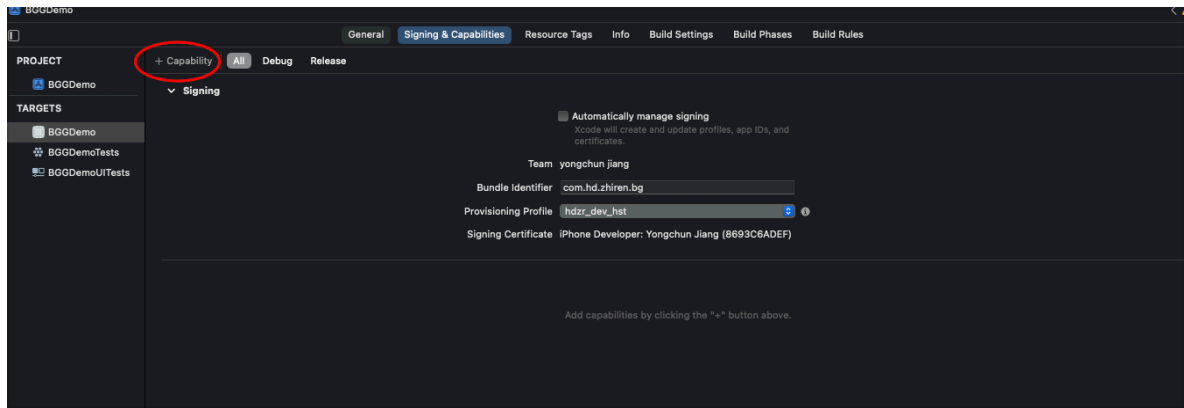 BGGDemo
General Signing & Capabilities Resource Tags Info Build Settings Build Phases Build Rules
PROJECT
BGGDemo
TARGETS
BGGDemo
BGGDemoTests
BGGDemoUITests
+ Capability All Debug Release
Signing
Automatically manage signing
Xcode will create and update profiles, app IDs, and
certificates.
Team yongchun jiang
Bundle Identifier com.hd.zhiren.bg
Provisioning Profile hdzr_dev_hst
Signing Certificate iPhone Developer: Yongchun Jiang (8693C6ADEF)
Add capabilities by clicking the "+" button above.